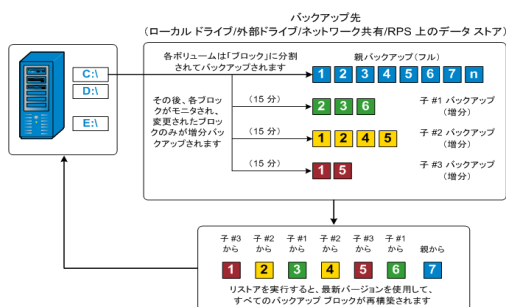 バックアップ先
(ローカルドライブ/外部ドライブ/ネットワーク共有/RPS 上のデータ ストア)
C:\
D:\
E:\
各ボリュームは「ブロック」に分割
されてバックアップされます
親バックアップ(フル)
1 2 3 4 5 6 7 n
その後、各ブロッ
クがモニタされ、
変更されたブロッ
クのみが増分バッ
クアップされます
(15 分)
2 3 6
子 #1 バックアップ
(増分)
(15 分)
1 2 4 5
子 #2 バックアップ
(増分)
(15 分)
1 5
子 #3 バックアップ
(増分)
子 #3 子 #2 子 #1 子 #2 子 #3 子 #1
から から から から から から 親から
1 2 3 4 5 6 7
リストアを実行すると、最新バージョンを使用して、
すべてのバックアップ ブロックが再構築されます